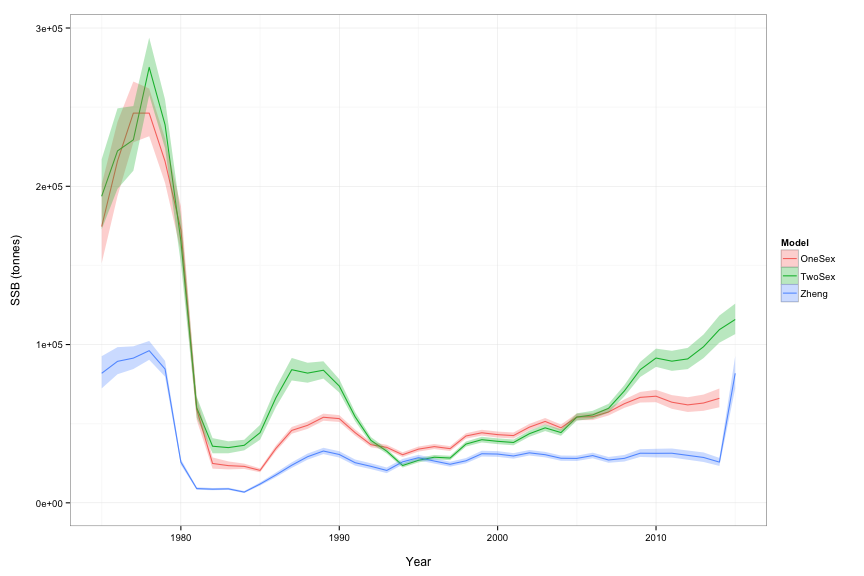 3e+05
2e+05
1e+05
0e+00
SSB (tonnes)
1980
1990
2000
2010
Year
Model
OneSex
TwoSex
Zheng